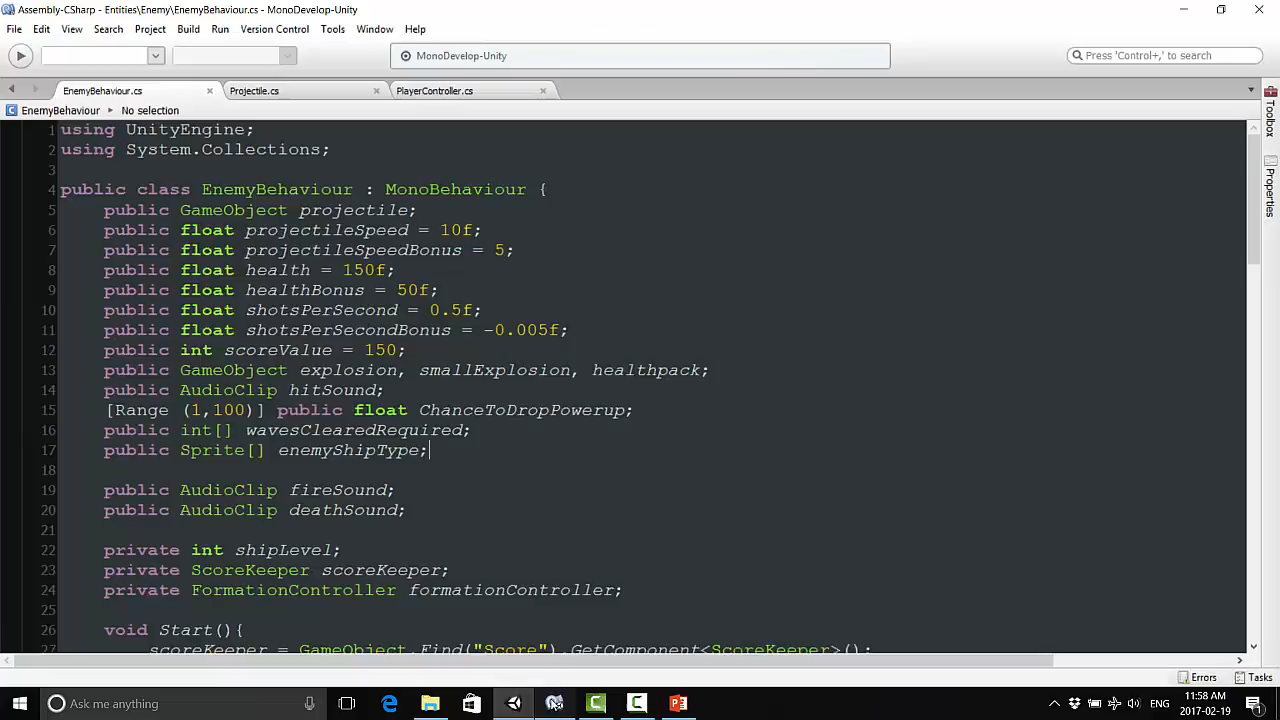 Assembly-CSharp - Entities\Enemy\EnemyBehaviour.cs - MonoDevelop-Unity
File Edit View Search Project Build Run Version Control Tools Window Help
MonoDevelop-Unity
Press 'Control+,' to search
EnemyBehaviour.cs Projectile.cs PlayerController.cs
EnemyBehaviour No selection
1 using UnityEngine;
2 using System.Collections;
3
4 public class EnemyBehaviour : MonoBehaviour {
5 public GameObject projectile;
6 public float projectileSpeed = 10f;
7 public float projectileSpeedBonus = 5;
8 public float health = 150f;
9 public float healthBonus = 50f;
10 public float shotsPerSecond = 0.5f;
11 public float shotsPerSecondBonus = -0.005f;
12 public int scoreValue = 150;
13 public GameObject explosion, smallExplosion, healthpack;
14 public AudioClip hitSound;
15 [Range (1,100)] public float ChanceToDropPowerup;
16 public int[] wavesClearedRequired;
17 public Sprite[] enemyShipType;
18
19 public AudioClip fireSound;
20 public AudioClip deathSound;
21
22 private int shipLevel;
23 private ScoreKeeper scoreKeeper;
24 private FormationController formationController;
25
26 void Start(){
27 scoreKeeper = GameObject.Find("Score").GetComponent<ScoreKeeper>();
Toolbox
Properties
Errors Tasks
Ask me anything
11:58 AM
2017-02-19